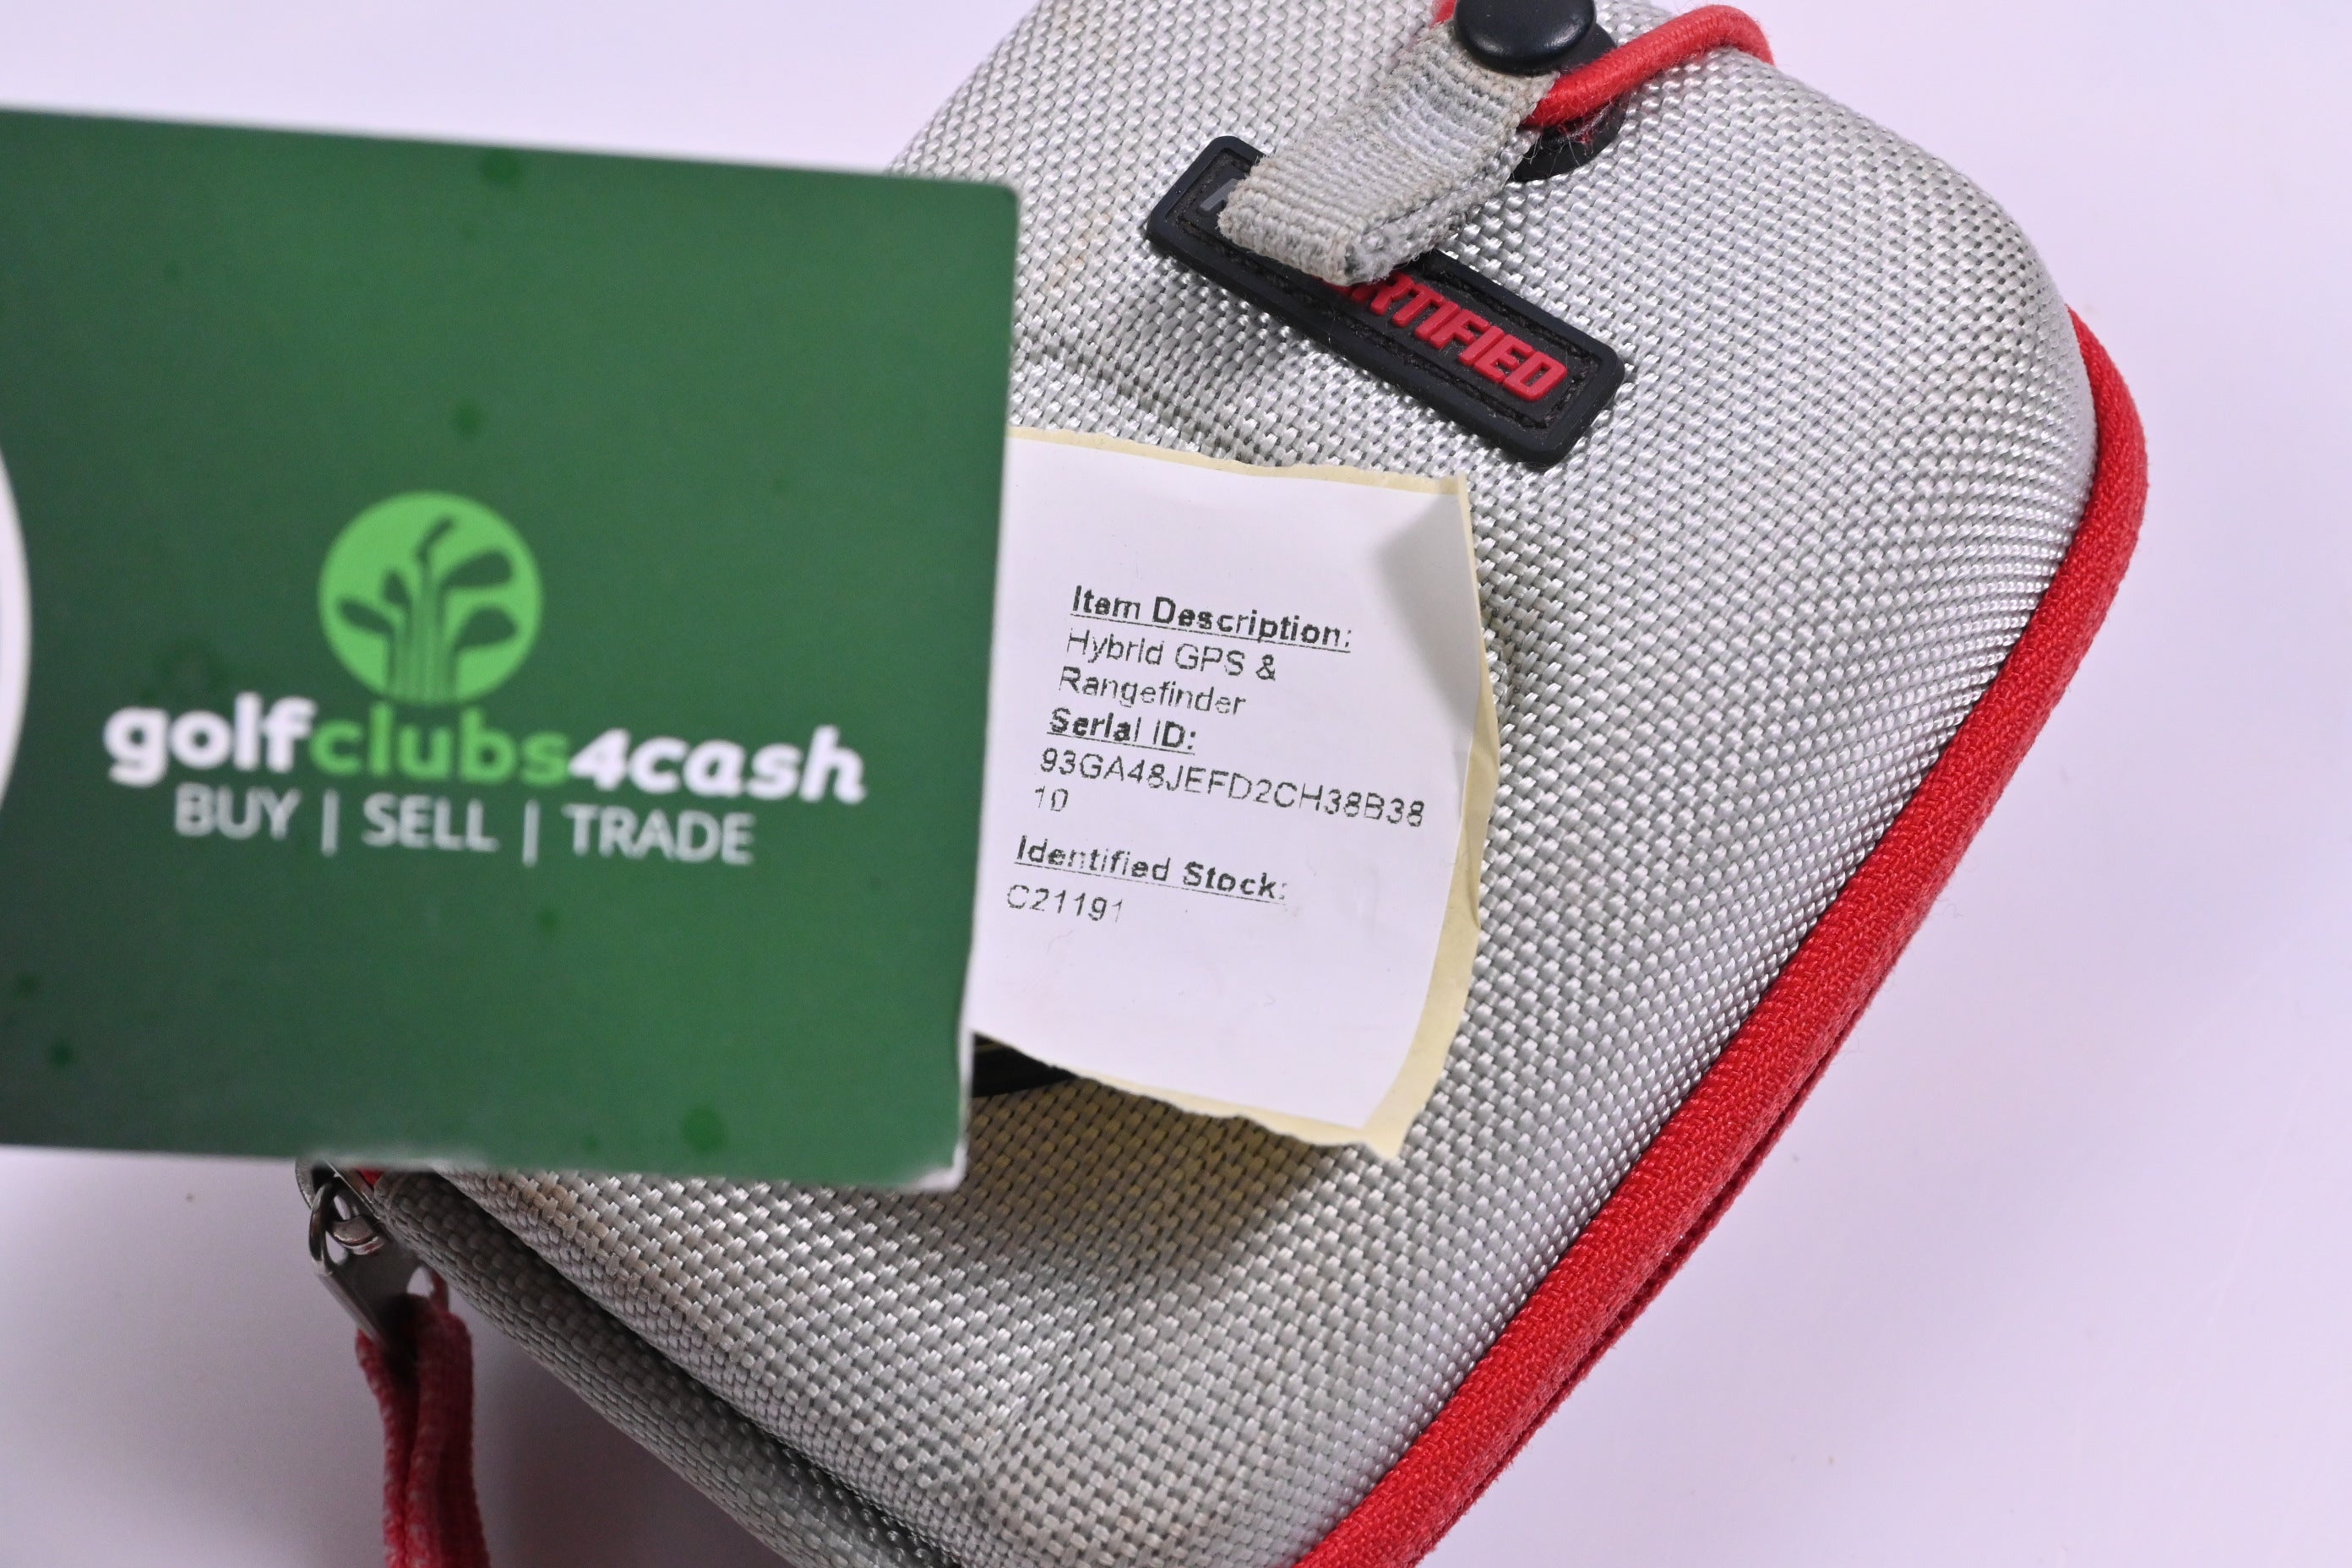 RTIFIED
Item Description:
Hybrid GPS &
Rangefinder
Serial ID:
93GA48JEFD2CH38B38
10
Identified Stock:
C21191
golfclubs4cash
BUY | SELL | TRADE